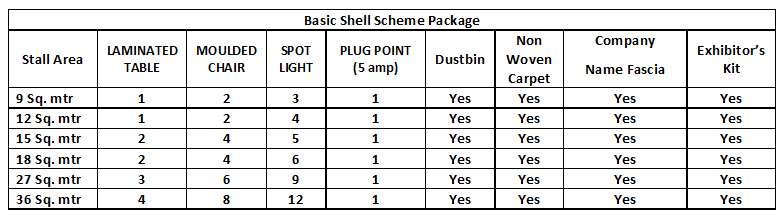 Basic Shell Scheme Package
Stall Area LAMINATED TABLE MOULDED CHAIR SPOT LIGHT PLUG POINT (5 amp) Dustbin Non Woven Carpet Company Name Fascia Exhibitor's Kit
9 Sq. mtr 1 2 3 1 Yes Yes Yes Yes
12 Sq. mtr 1 2 4 1 Yes Yes Yes Yes
15 Sq. mtr 2 4 5 1 Yes Yes Yes Yes
18 Sq. mtr 2 4 6 1 Yes Yes Yes Yes
27 Sq. mtr 3 6 9 1 Yes Yes Yes Yes
36 Sq. mtr 4 8 12 1 Yes Yes Yes Yes